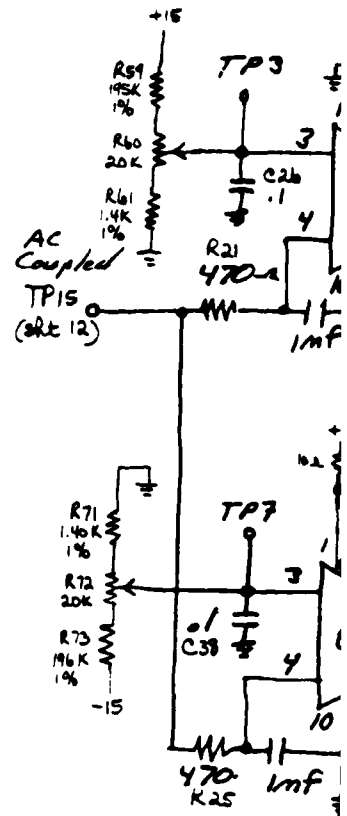 +15
R59
195K
1%
TP3
R60
20K
3
R61
1.4K
1%
C26
.1
4
AC
Coupled
TP15
(sht 12)
R21
470Ω
1mf
+
10Ω
R71
1.40K
1%
TP7
1
R72
20K
3
.1
C38
R73
196K
1%
4
-15
10
470
R25
1mf